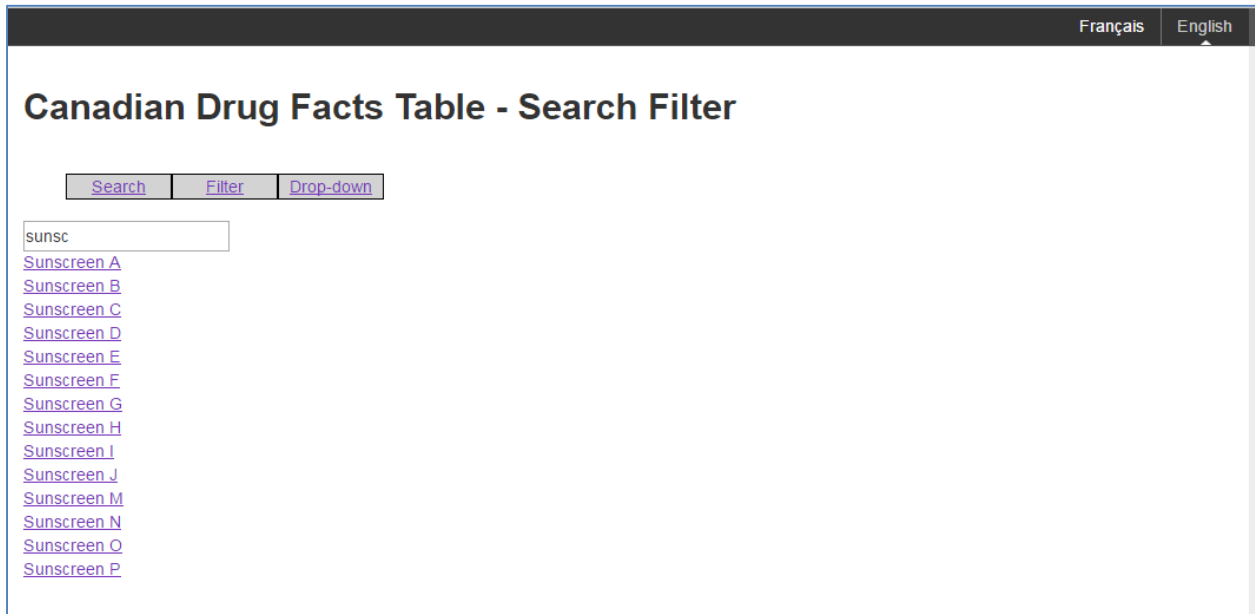 Français English
Canadian Drug Facts Table - Search Filter
Search Filter Drop-down
sunsc
Sunscreen A
Sunscreen B
Sunscreen C
Sunscreen D
Sunscreen E
Sunscreen F
Sunscreen G
Sunscreen H
Sunscreen I
Sunscreen J
Sunscreen M
Sunscreen N
Sunscreen O
Sunscreen P